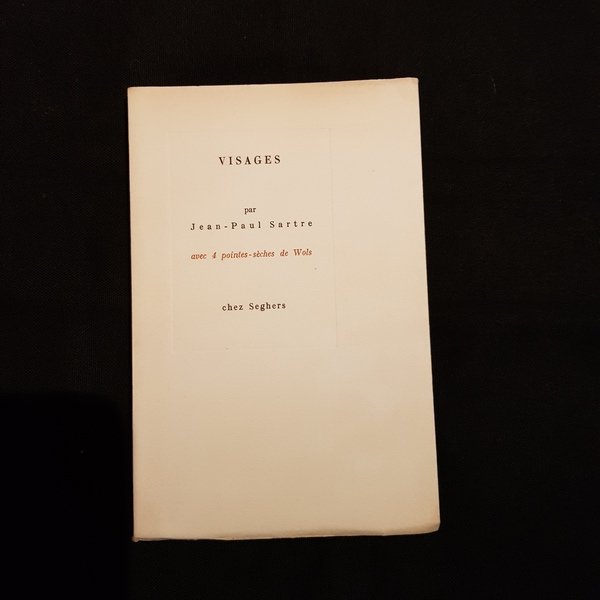 VISAGES
par
Jean-Paul Sartre
avec 4 pointes-sèches de Wols
chez Seghers